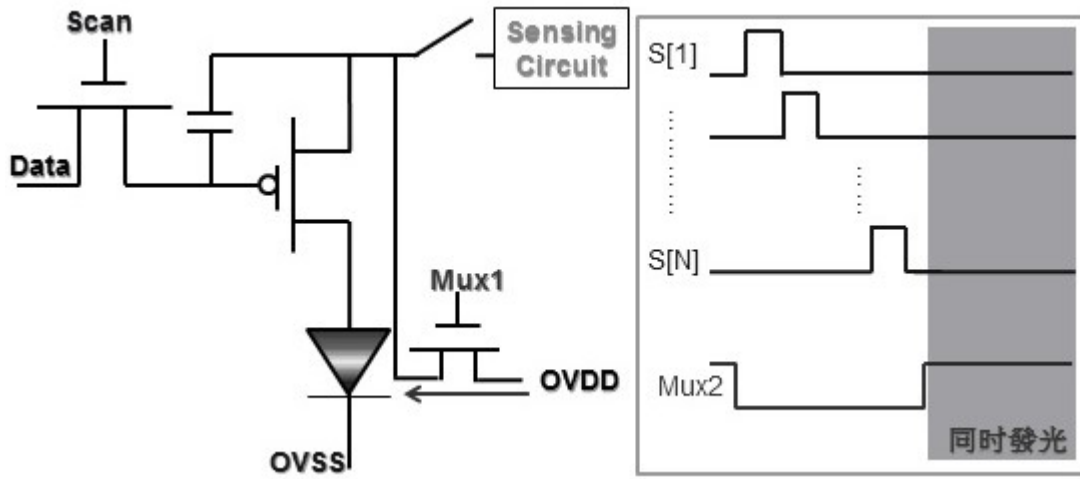 Scan
Sensing
Circuit
Data
Mux1
OVDD
OVSS
S[1]
S[N]
Mux2
同时發光